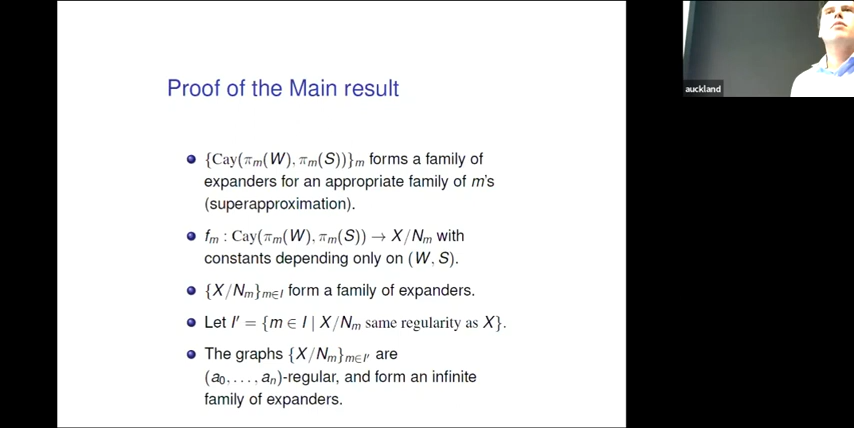 Proof of the Main result
{Cay(π_m(W), π_m(S))}_m forms a family of
expanders for an appropriate family of m's
(superapproximation).
f_m : Cay(π_m(W), π_m(S)) → X/N_m with
constants depending only on (W, S).
{X/N_m}_{m∈I} form a family of expanders.
Let I′ = {m ∈ I | X/N_m same regularity as X}.
The graphs {X/N_m}_{m∈I′} are
(a_0, . . . , a_n)-regular, and form an infinite
family of expanders.
auckland